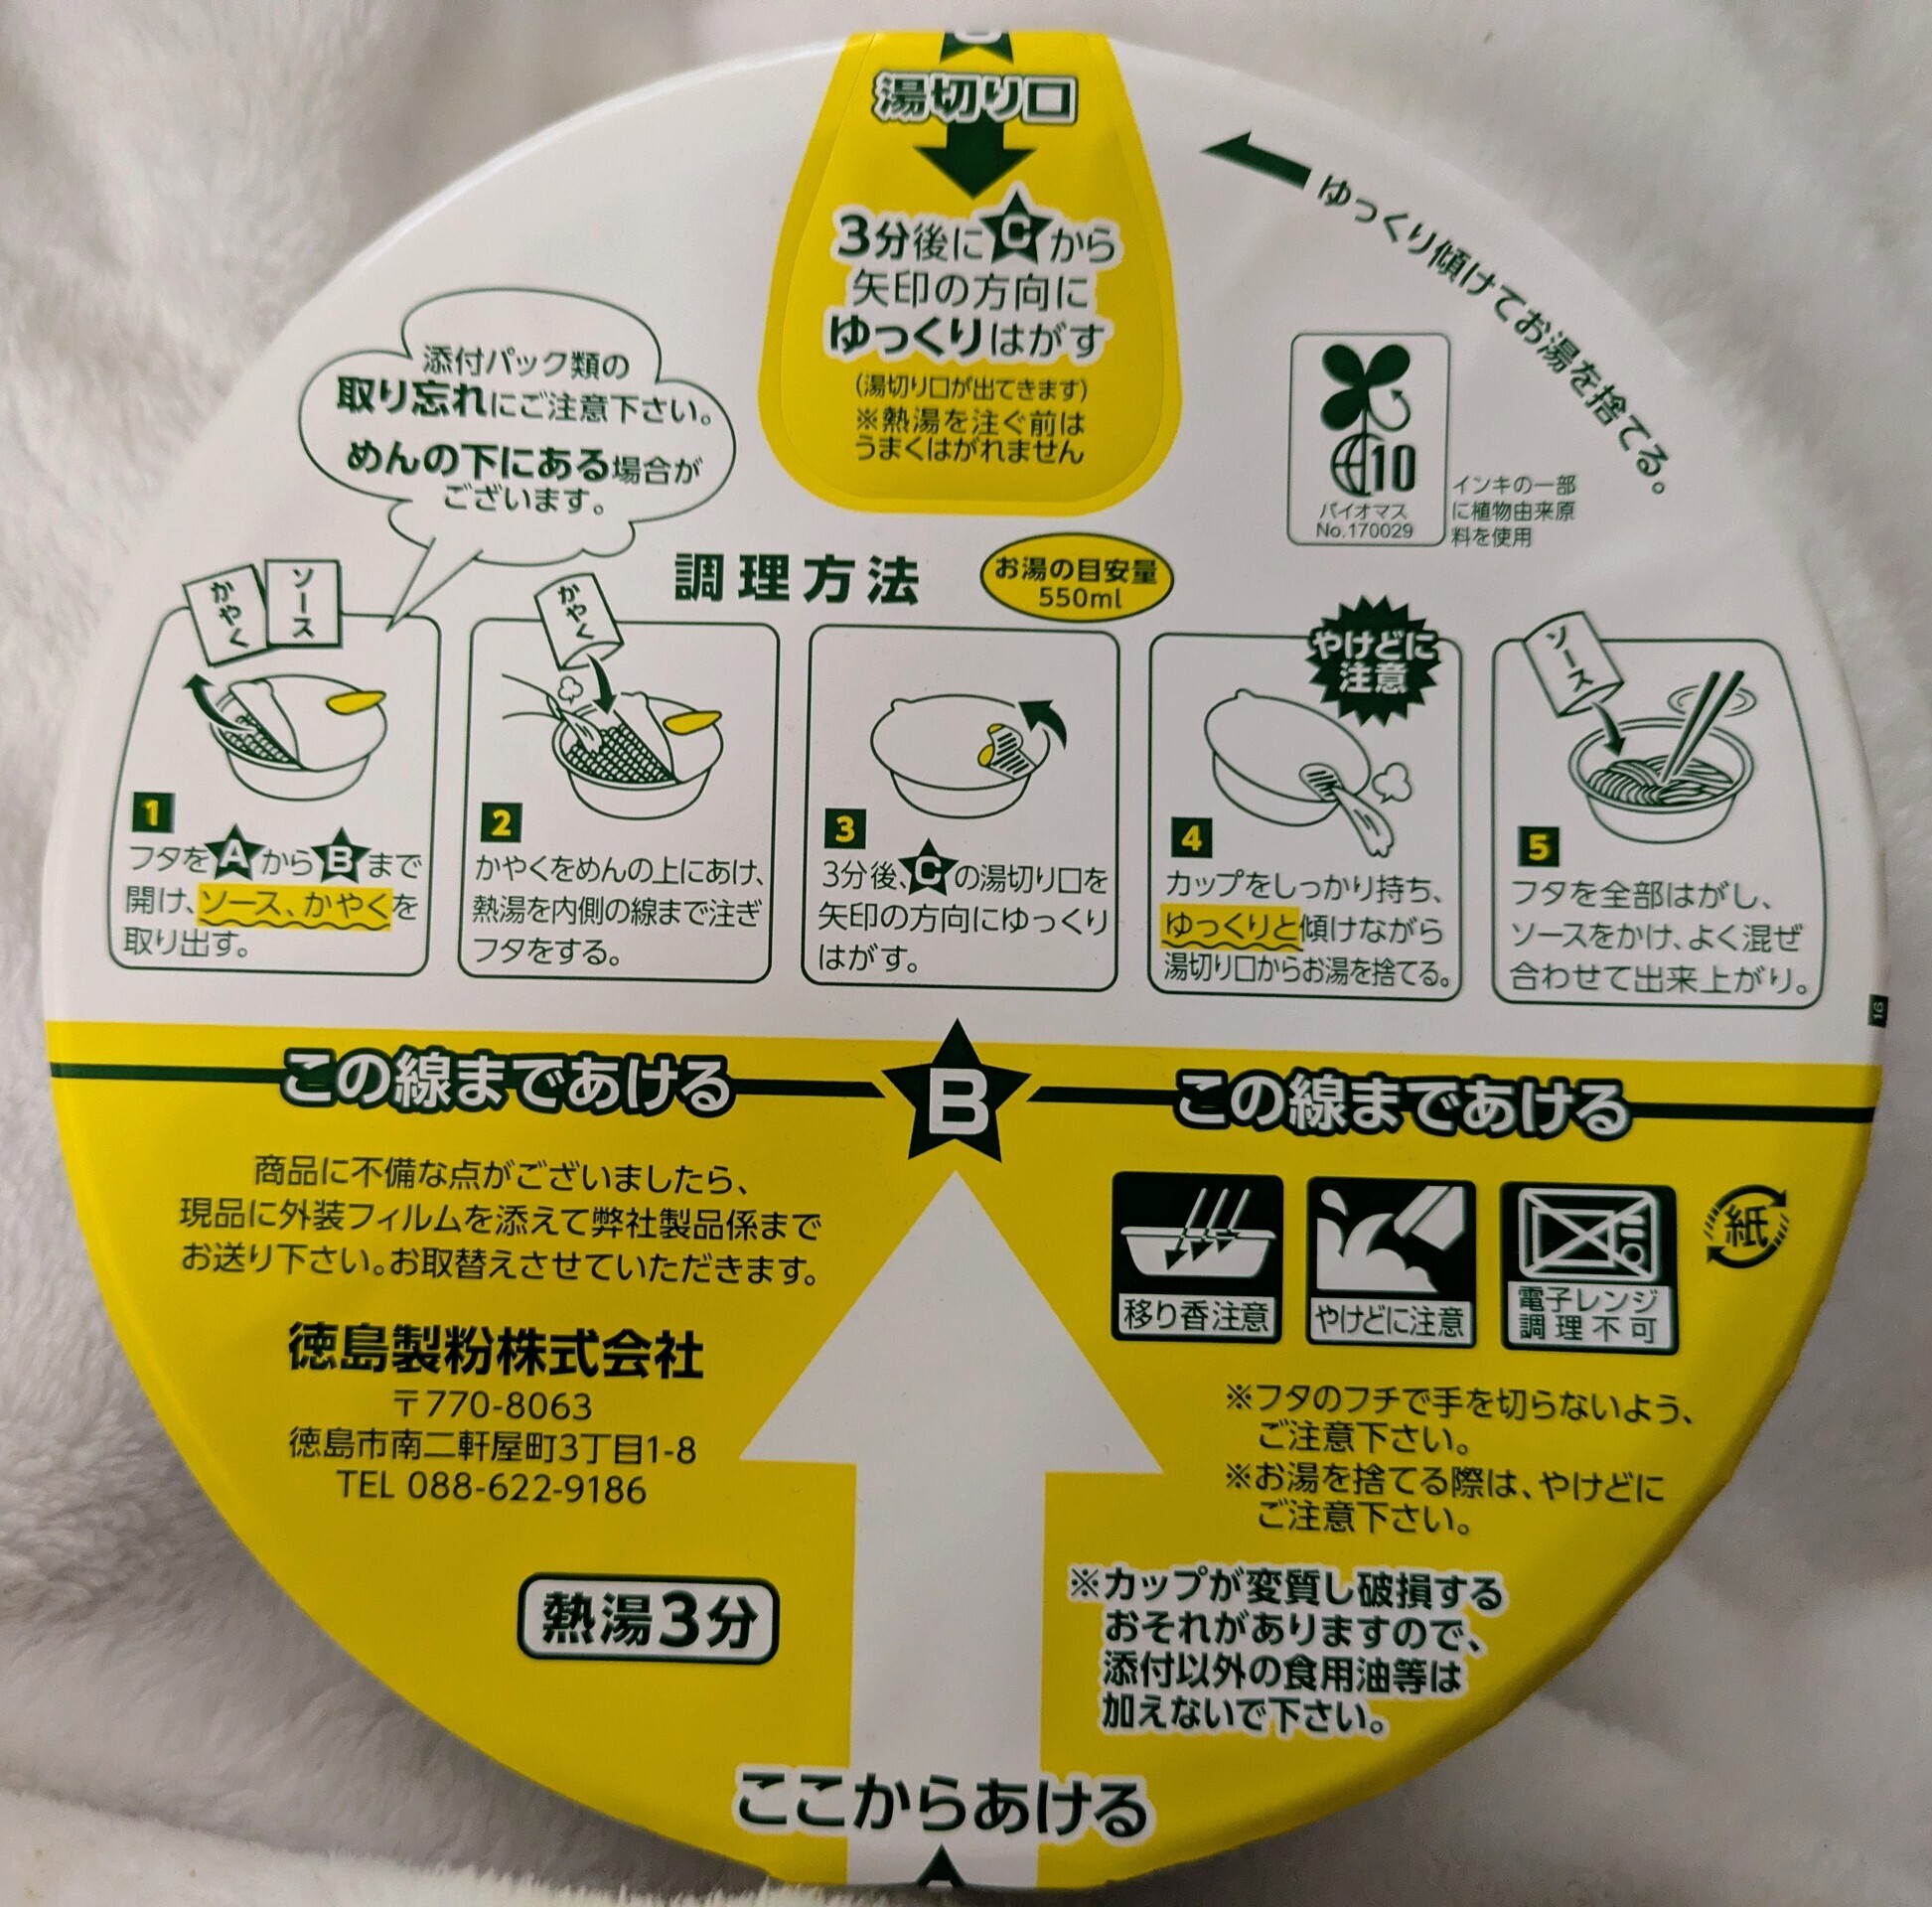 湯切り口
3分後にCから
矢印の方向に
ゆっくりはがす
(湯切り口が出てきます)
※熱湯を注ぐ前は
うまくはがれません
ゆっくり傾けてお湯を捨てる。
添付パック類の
取り忘れにご注意下さい。
めんの下にある場合が
ございます。
10
バイオマス
No.170029
インキの一部
に植物由来原
料を使用
調理方法
お湯の目安量
550ml
かやく
ソース
1
フタをAからBまで
開け、ソース、かやくを
取り出す。
かやく
2
かやくをめんの上にあけ、
熱湯を内側の線まで注ぎ
フタをする。
3
3分後、Cの湯切り口を
矢印の方向にゆっくり
はがす。
やけどに
注意
4
カップをしっかり持ち、
ゆっくりと傾けながら
湯切り口からお湯を捨てる。
ソース
5
フタを全部はがし、
ソースをかけ、よく混ぜ
合わせて出来上がり。
16
この線まであける
B
この線まであける
商品に不備な点がございましたら、
現品に外装フィルムを添えて弊社製品係まで
お送り下さい。お取替えさせていただきます。
徳島製粉株式会社
〒770-8063
徳島市南二軒屋町3丁目1-8
TEL 088-622-9186
熱湯3分
移り香注意
やけどに注意
電子レンジ
調理不可
紙
※フタのフチで手を切らないよう、
ご注意下さい。
※お湯を捨てる際は、やけどに
ご注意下さい。
※カップが変質し破損する
おそれがありますので、
添付以外の食用油等は
加えないで下さい。
ここからあける
A